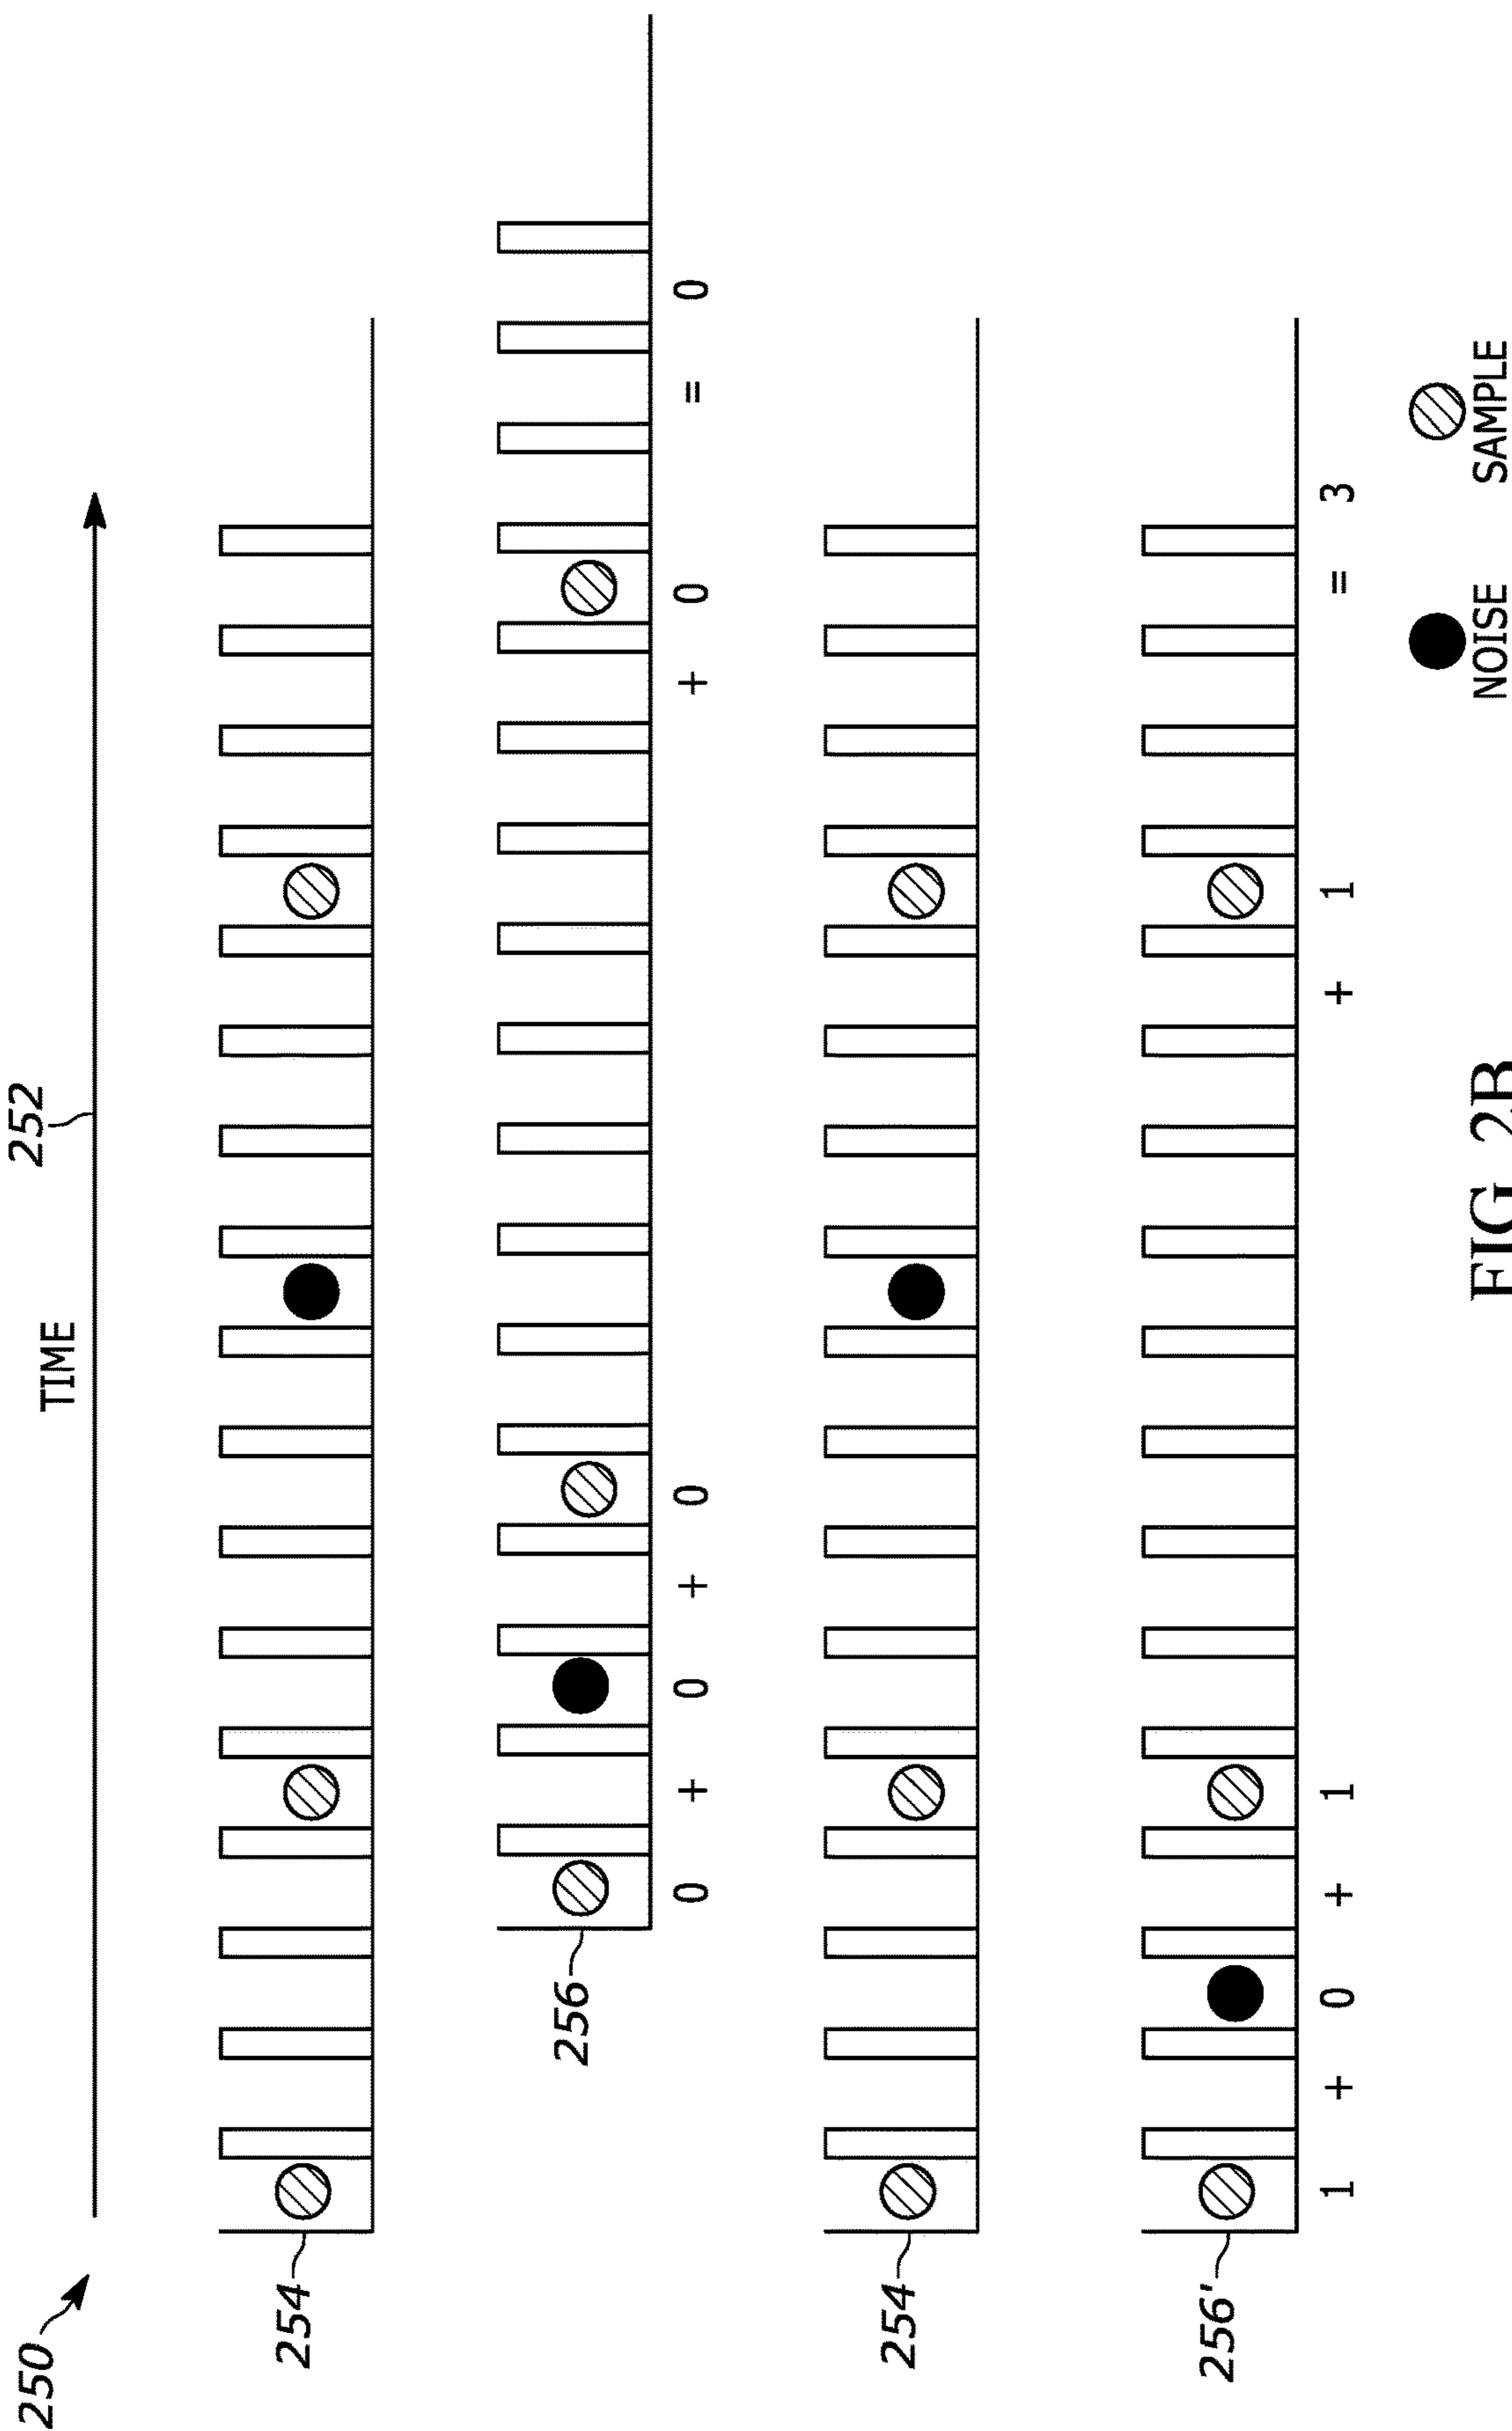 250
TIME
252
254
256
0 + 0 + 0 + 0 = 0
254
256'
1 + 0 + 1 + 1 = 3
NOISE
SAMPLE
FIG. 2B